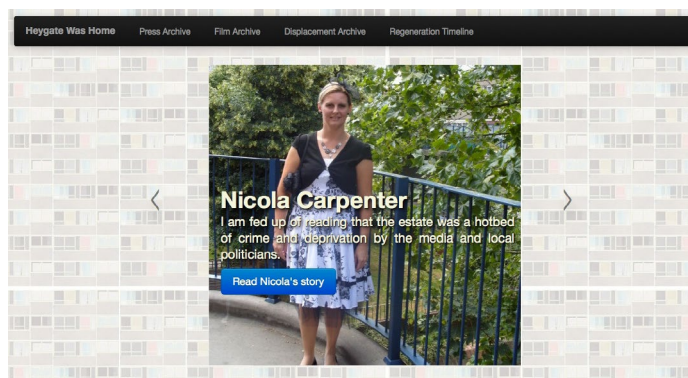 Heygate Was Home Press Archive Film Archive Displacement Archive Regeneration Timeline
Nicola Carpenter
I am fed up of reading that the estate was a hotbed
of crime and deprivation by the media and local
politicians.
Read Nicola's story